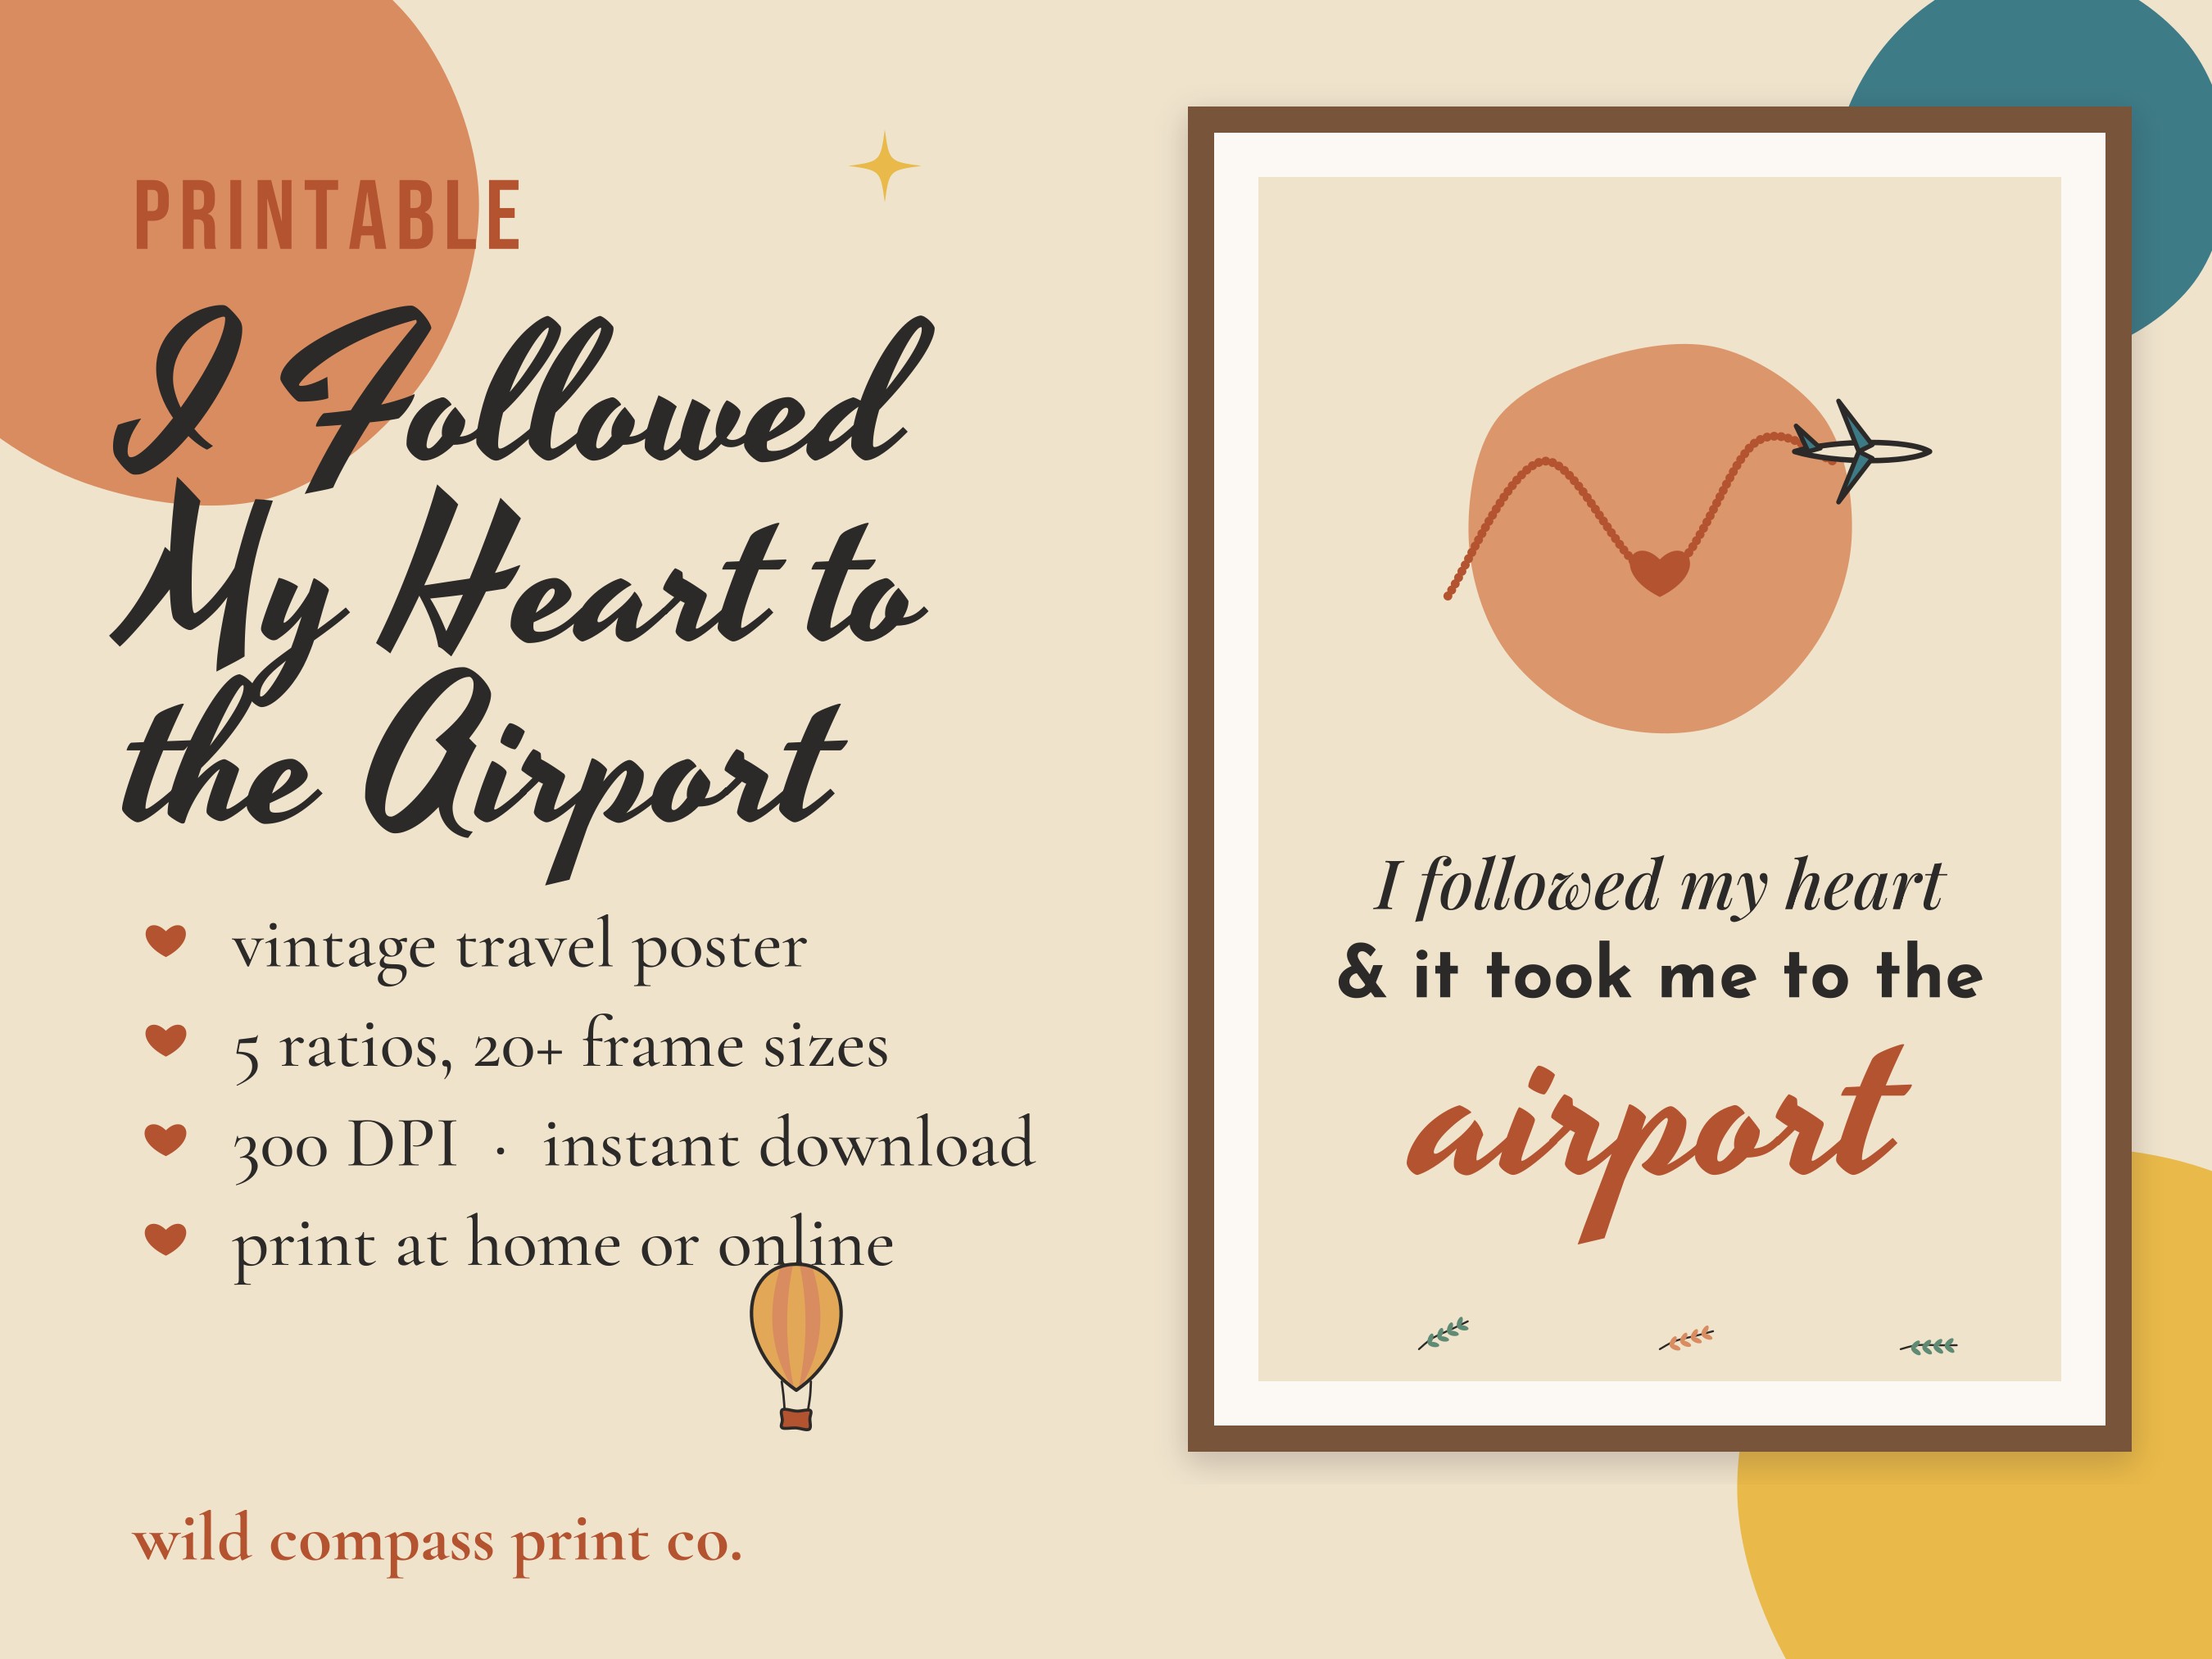 PRINTABLE
I Followed
My Heart to
the Airport
vintage travel poster
5 ratios, 20+ frame sizes
300 DPI · instant download
print at home or online
wild compass print co.
I followed my heart
& it took me to the
airport